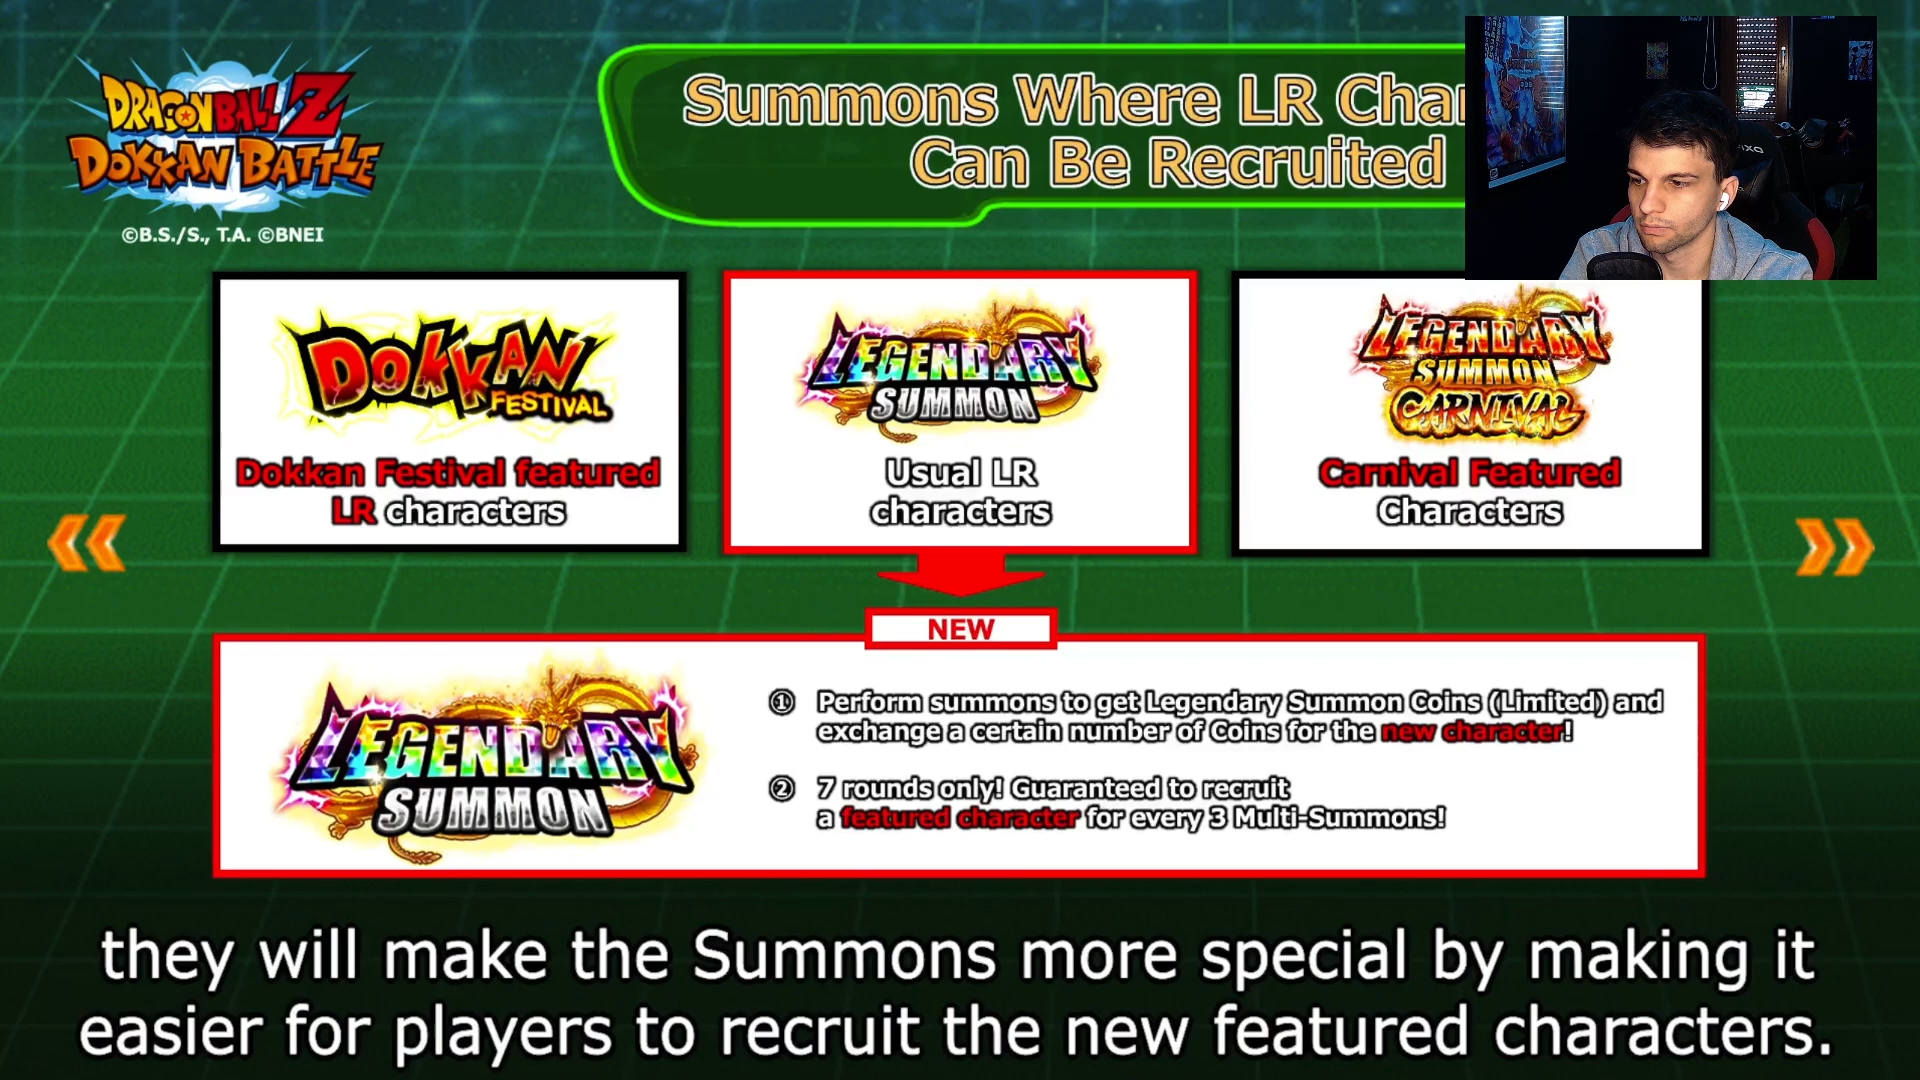 DRAGONBALL Z
DOKKAN BATTLE
©B.S./S., T.A. ©BNEI
Summons Where LR Char
Can Be Recruited
DOKKAN
FESTIVAL
Dokkan Festival featured
LR characters
LEGENDARY
SUMMON
Usual LR
characters
LEGENDARY
SUMMON
CARNIVAL
Carnival Featured
Characters
NEW
LEGENDARY
SUMMON
① Perform summons to get Legendary Summon Coins (Limited) and
exchange a certain number of Coins for the new character!
② 7 rounds only! Guaranteed to recruit
a featured character for every 3 Multi-Summons!
they will make the Summons more special by making it
easier for players to recruit the new featured characters.